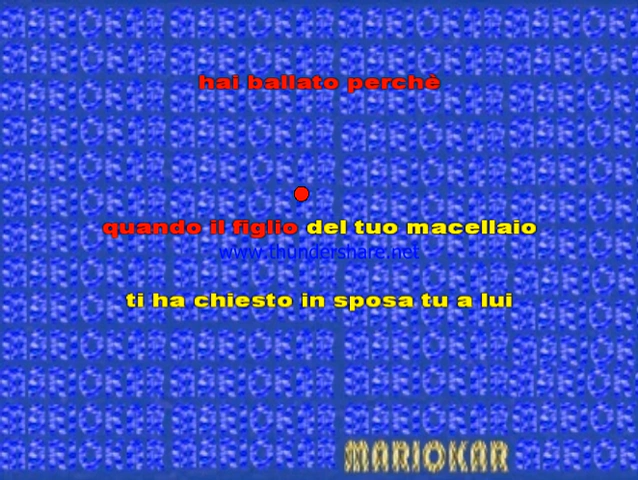 hai ballato perchè
quando il figlio del tuo macellaio
www.thundershare.net
ti ha chiesto in sposa tu a lui
MARIOKAR